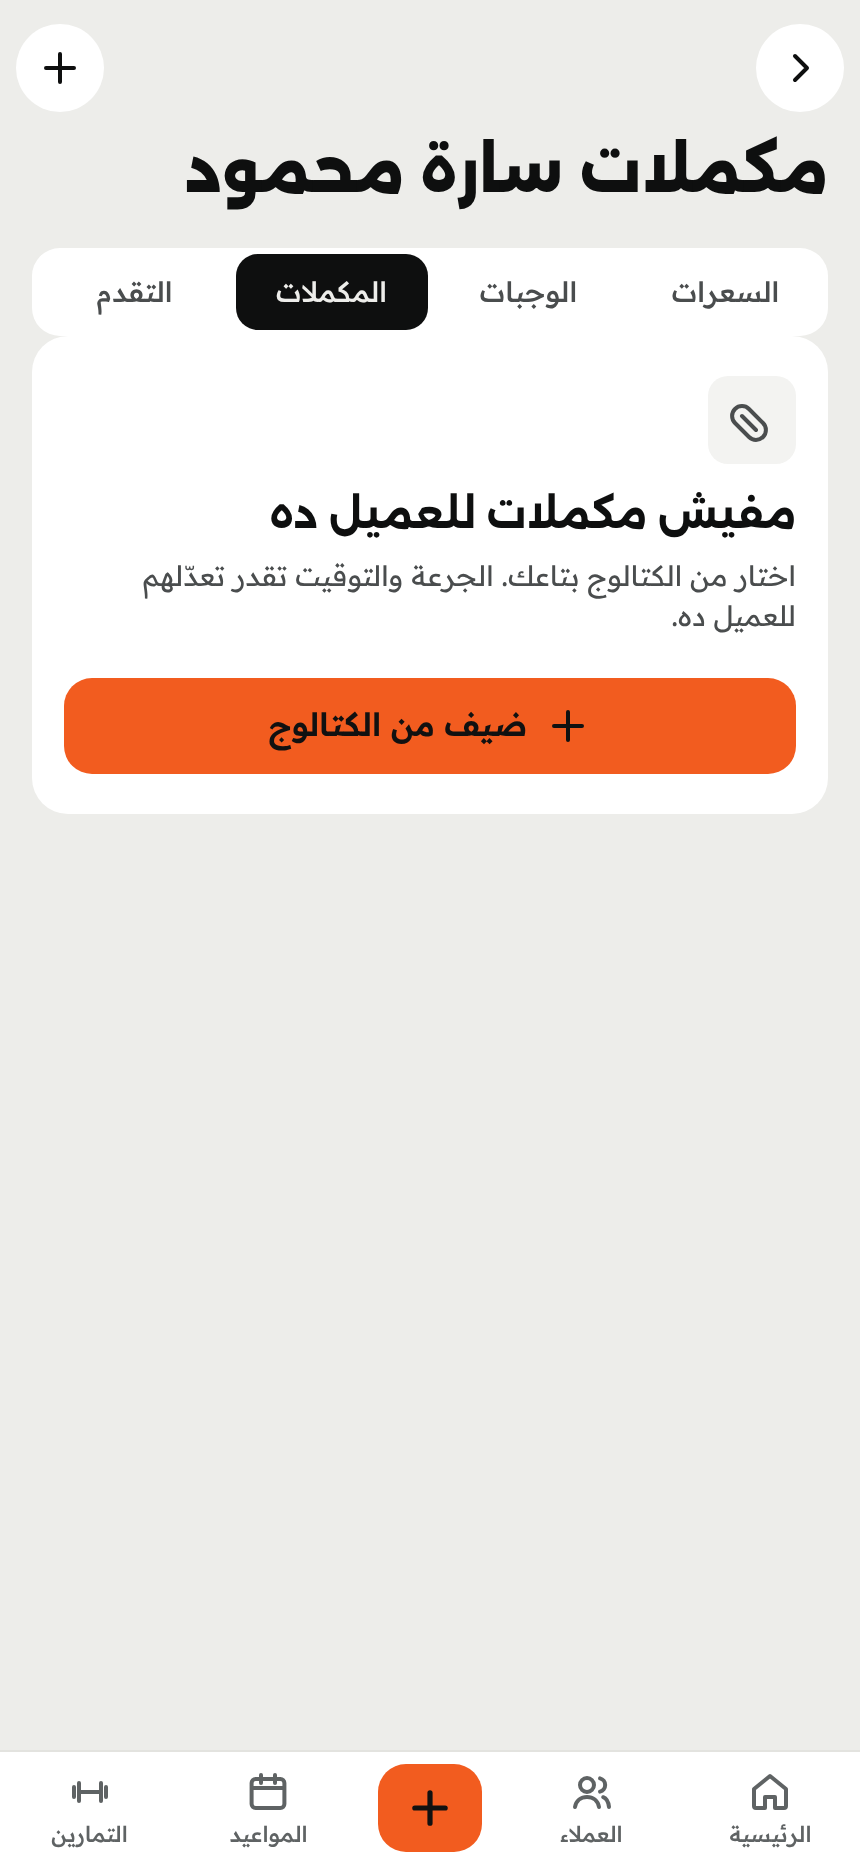 مكملات سارة محمود
السعرات
الوجبات
المكملات
التقدم
مفيش مكملات للعميل ده
اختار من الكتالوج بتاعك. الجرعة والتوقيت تقدر تعدّلهم
للعميل ده.
ضيف من الكتالوج
الرئيسية
العملاء
المواعيد
التمارين